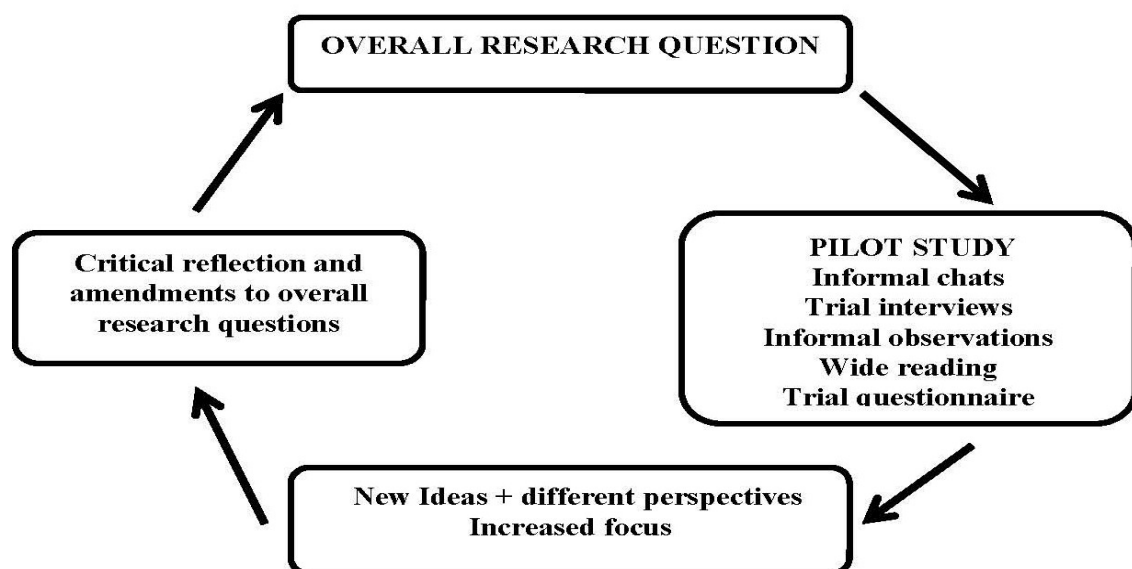 OVERALL RESEARCH QUESTION
PILOT STUDY
Informal chats
Trial interviews
Informal observations
Wide reading
Trial questionnaire
New Ideas + different perspectives
Increased focus
Critical reflection and
amendments to overall
research questions